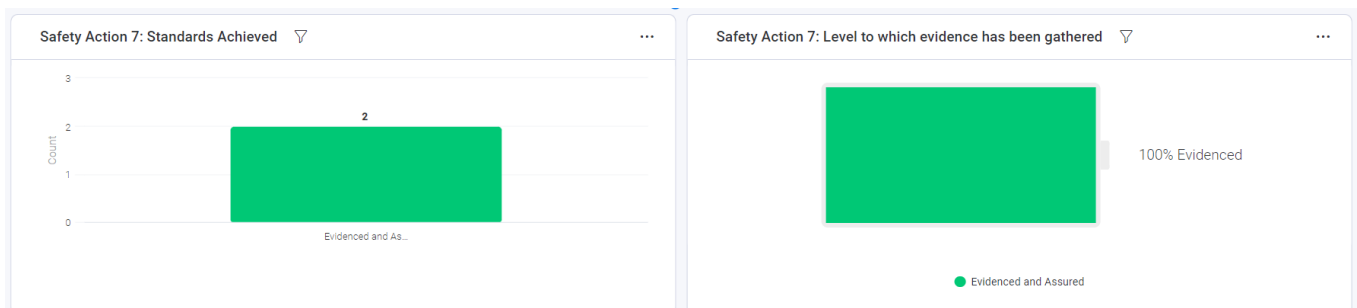 Safety Action 7: Standards Achieved
...
3
2
2
Count
1
0
Evidenced and As...
Safety Action 7: Level to which evidence has been gathered
...
100% Evidenced
Evidenced and Assured